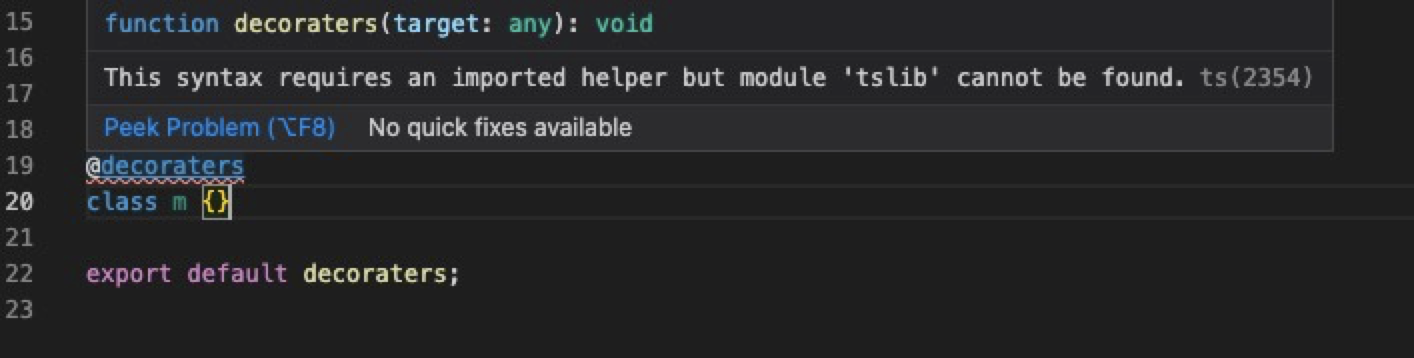 15
function decoraters(target: any): void
16
This syntax requires an imported helper but module 'tslib' cannot be found. ts(2354)
17
18
Peek Problem (⌥F8) No quick fixes available
19 @decoraters
20 class m {}
21
22 export default decoraters;
23